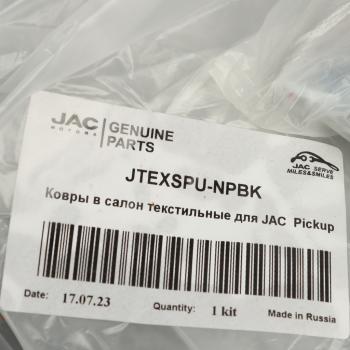 JAC
MOTORS
GENUINE
PARTS
JAC SERVE
MILES&SMILES
JTEXSPU-NPBK
Ковры в салон текстильные для JAC Pickup
Date: 17.07.23 Quantity: 1 kit Made in Russia